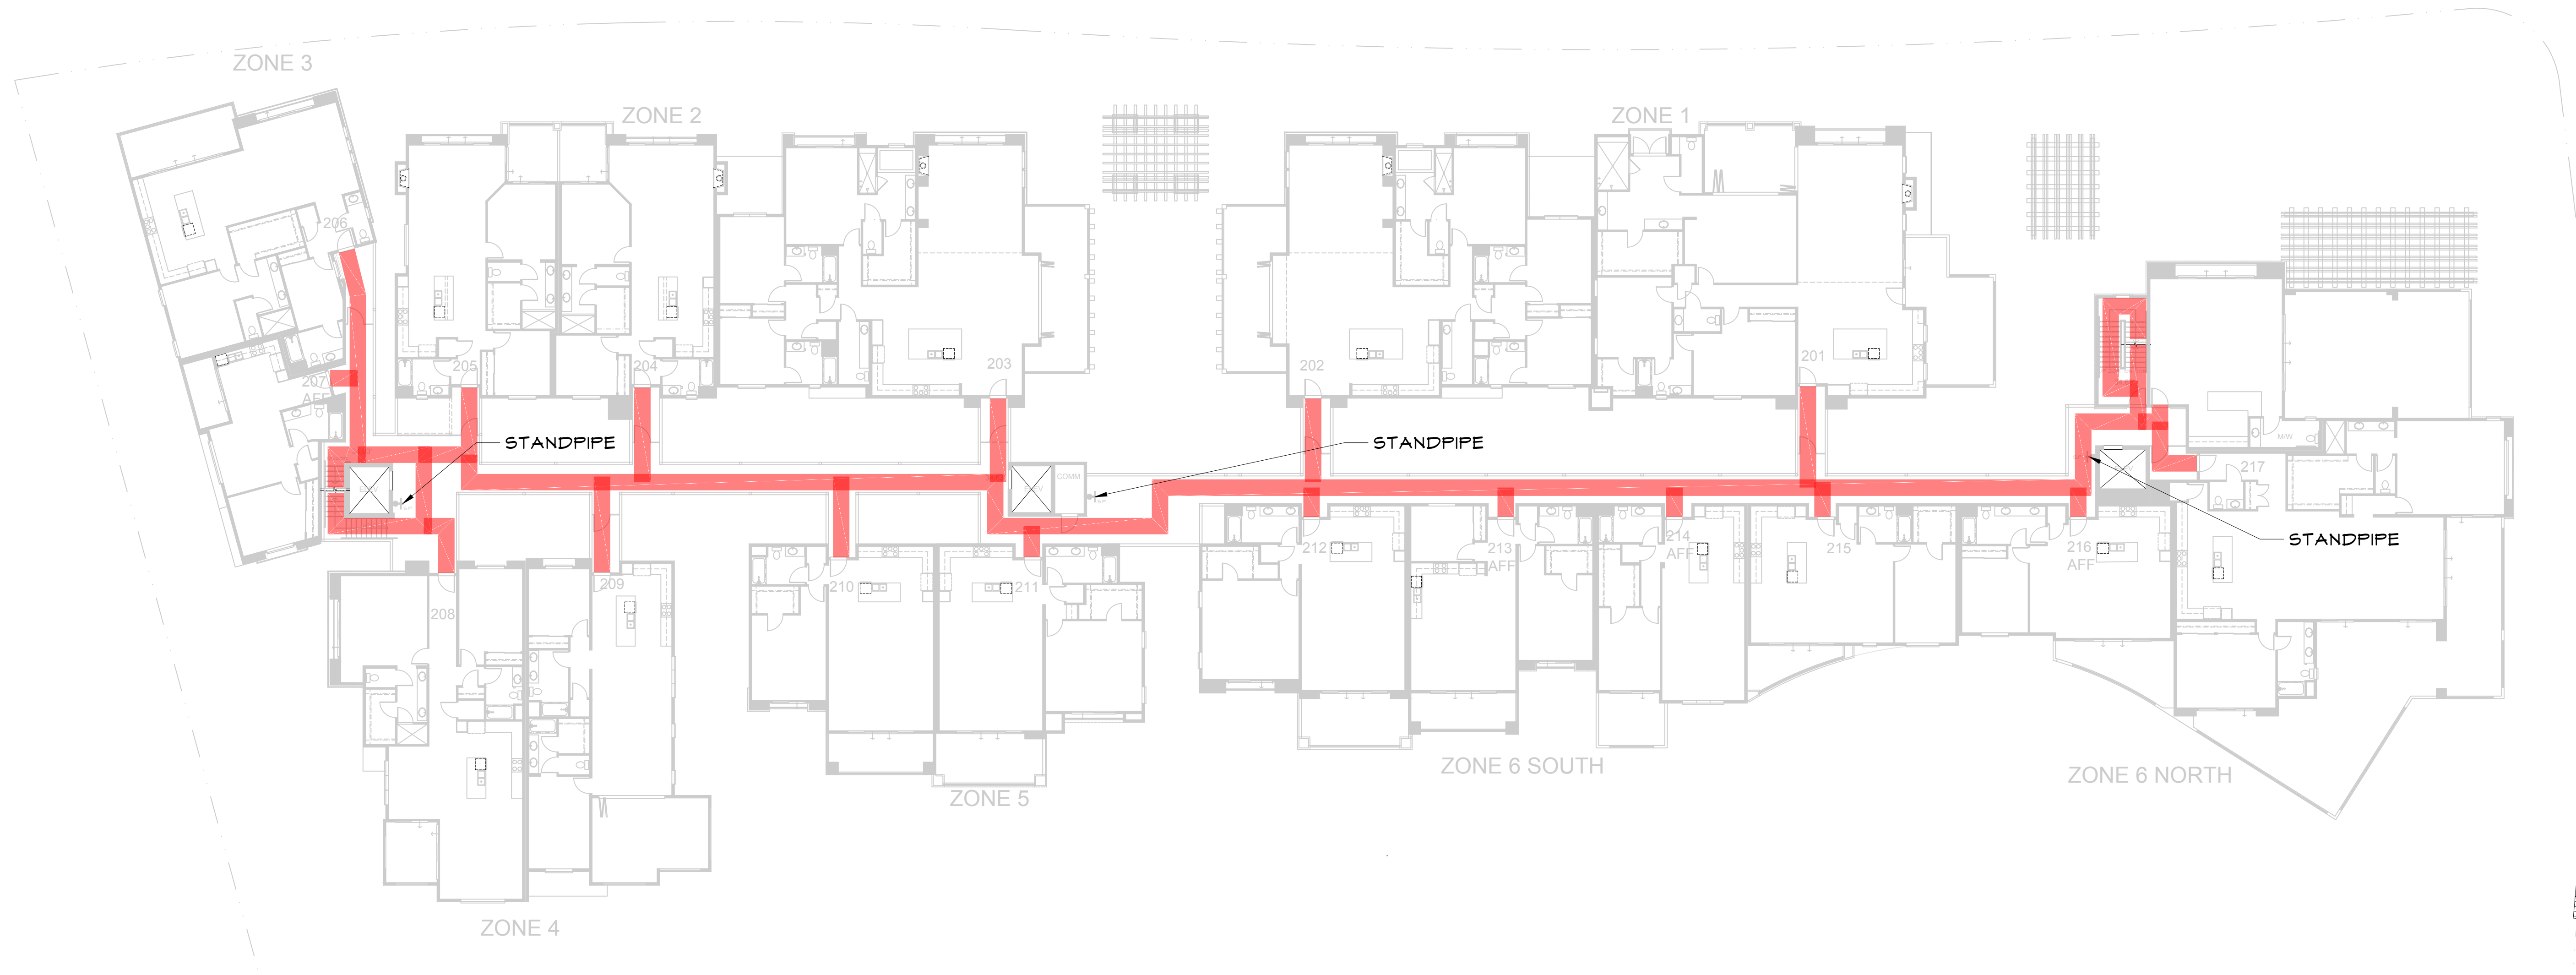 ZONE 3
ZONE 2
ZONE 1
206
205
204
203
202
201
207
AFF
STANDPIPE
STANDPIPE
M/W
217
ELEV
S.P.
ELEV
COMM
STANDPIPE
208
209
210
211
212
213
AFF
214
AFF
215
216
AFF
ZONE 6 SOUTH
ZONE 6 NORTH
ZONE 5
ZONE 4